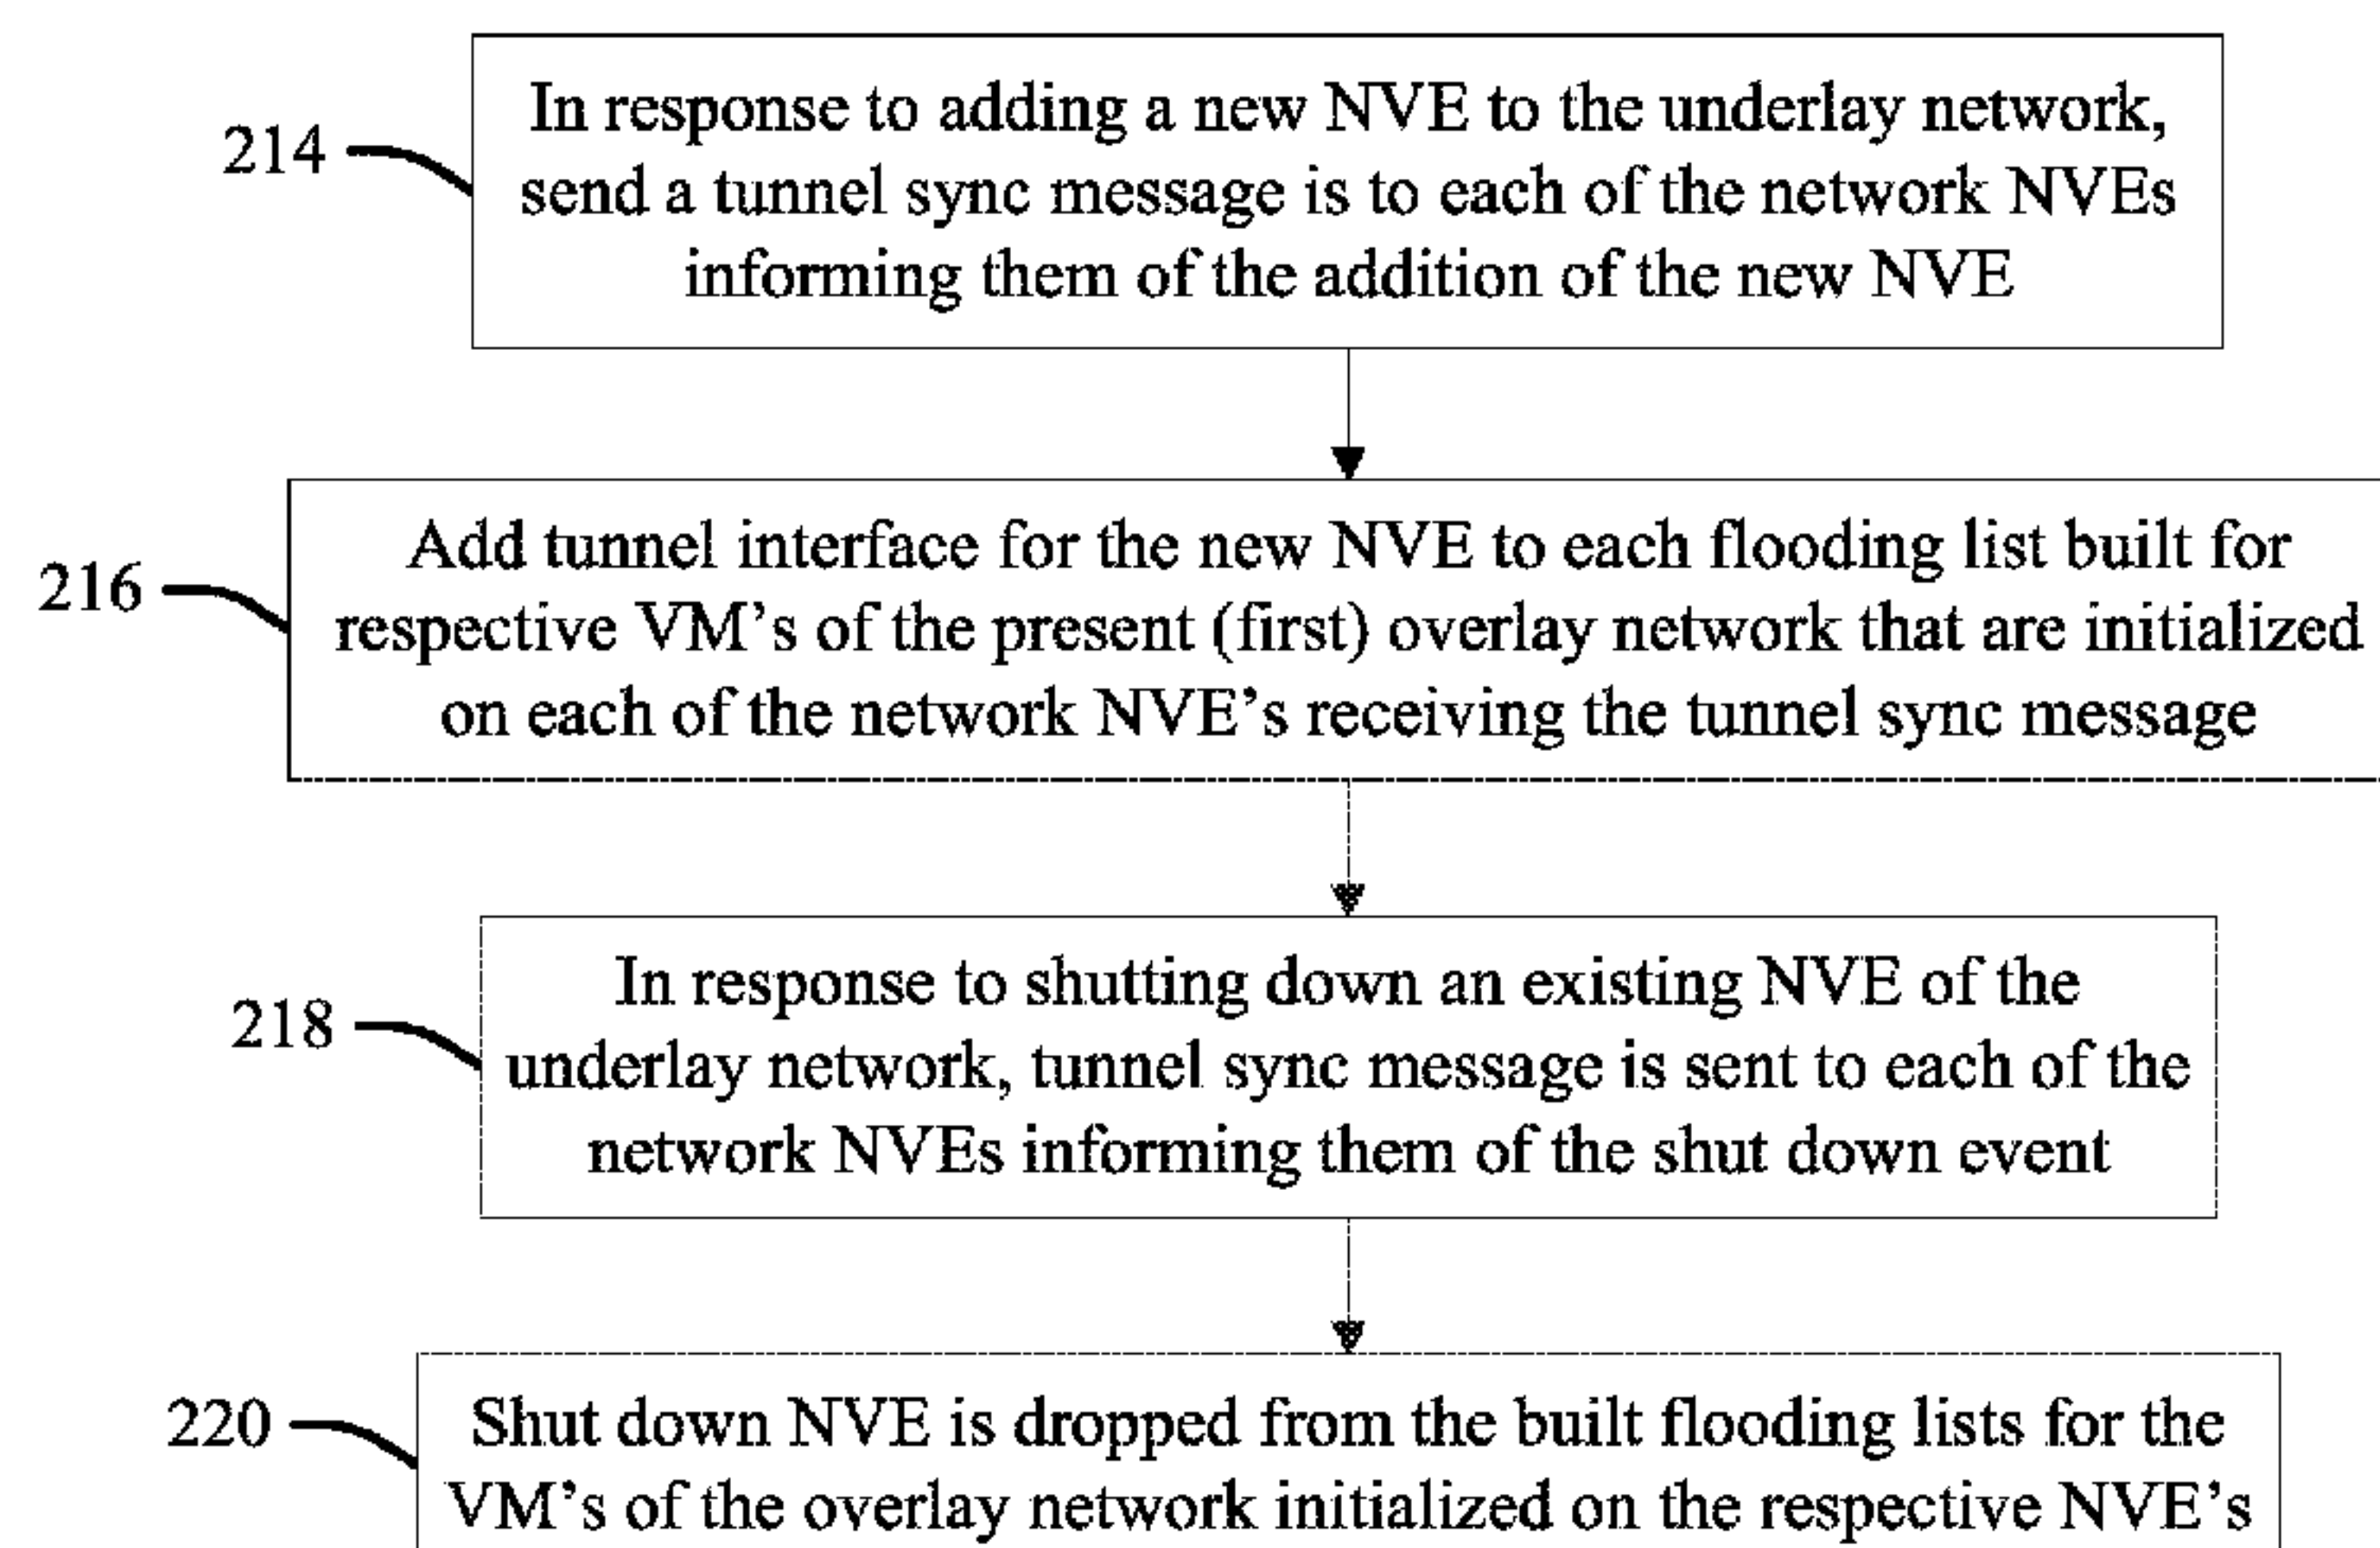 214
In response to adding a new NVE to the underlay network,
send a tunnel sync message is to each of the network NVEs
informing them of the addition of the new NVE
216
Add tunnel interface for the new NVE to each flooding list built for
respective VM's of the present (first) overlay network that are initialized
on each of the network NVE's receiving the tunnel sync message
218
In response to shutting down an existing NVE of the
underlay network, tunnel sync message is sent to each of the
network NVEs informing them of the shut down event
220
Shut down NVE is dropped from the built flooding lists for the
VM's of the overlay network initialized on the respective NVE's